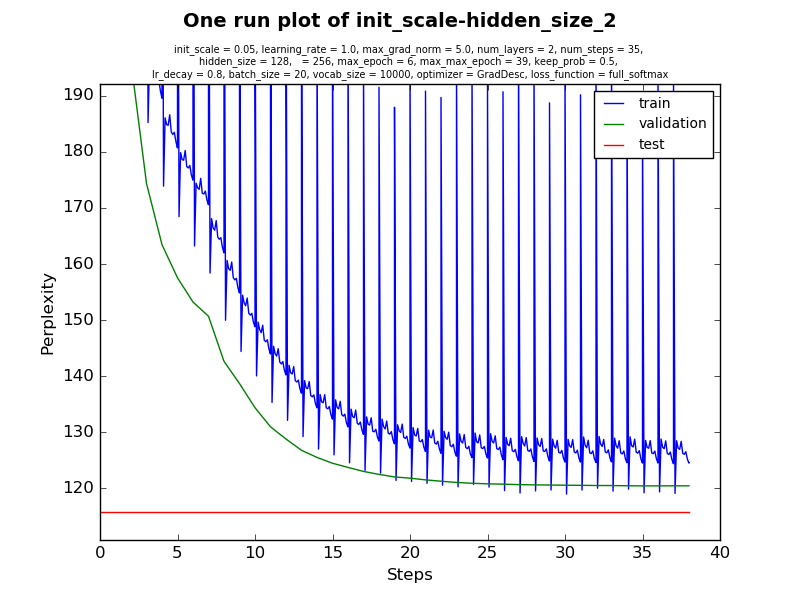 One run plot of init_scale-hidden_size_2
init_scale = 0.05, learning_rate = 1.0, max_grad_norm = 5.0, num_layers = 2, num_steps = 35,
hidden_size = 128,   = 256, max_epoch = 6, max_max_epoch = 39, keep_prob = 0.5,
lr_decay = 0.8, batch_size = 20, vocab_size = 10000, optimizer = GradDesc, loss_function = full_softmax
190
180
170
160
150
140
130
120
Perplexity
train
validation
test
0 5 10 15 20 25 30 35 40
Steps